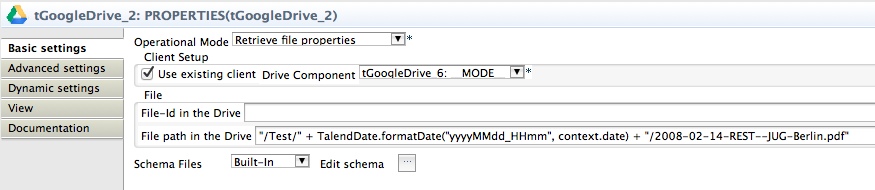 tGoogleDrive_2: PROPERTIES(tGoogleDrive_2)
Basic settings
Advanced settings
Dynamic settings
View
Documentation
Operational Mode Retrieve file properties *
Client Setup
Use existing client Drive Component tGoogleDrive_6: __MODE__ *
File
File-Id in the Drive
File path in the Drive "/Test/" + TalendDate.formatDate("yyyyMMdd_HHmm", context.date) + "/2008-02-14-REST--JUG-Berlin.pdf"
Schema Files Built-In Edit schema ...